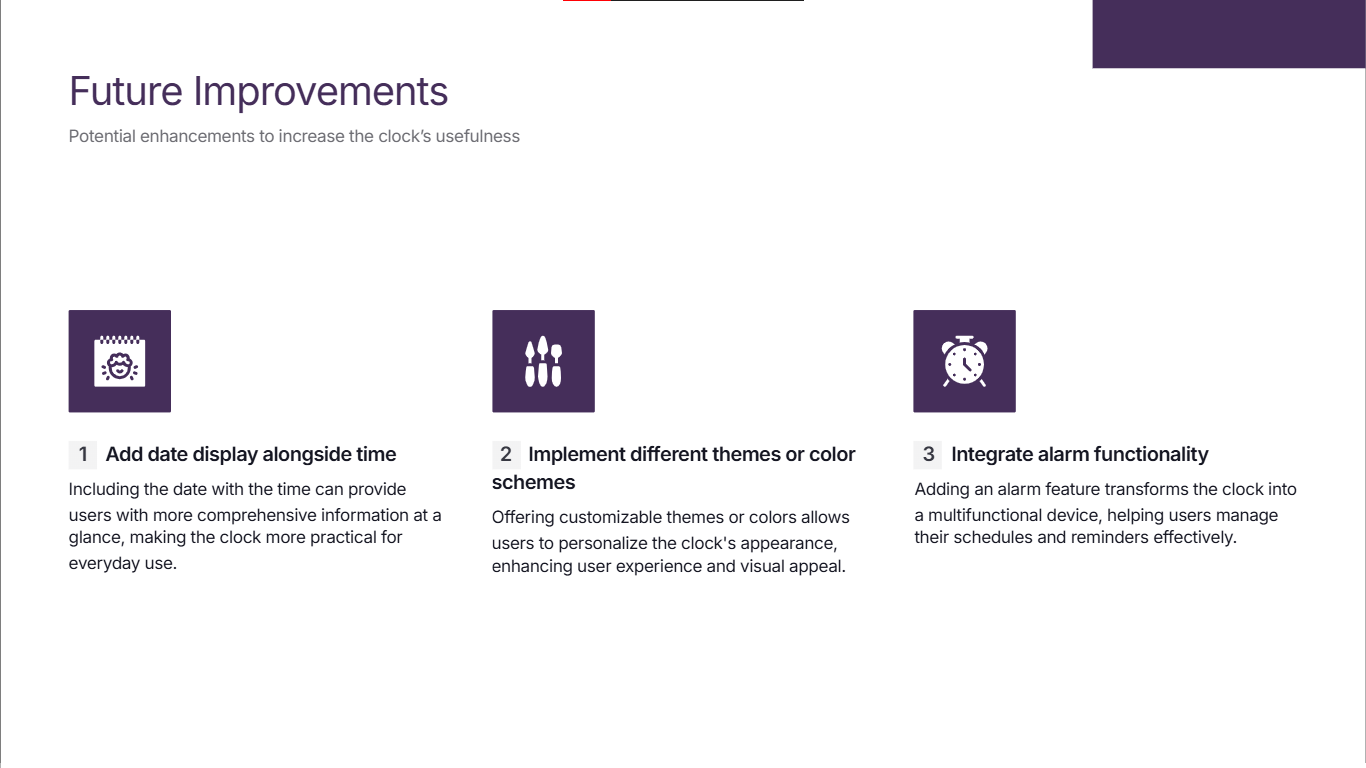 Future Improvements
Potential enhancements to increase the clock’s usefulness
1 Add date display alongside time
Including the date with the time can provide
users with more comprehensive information at a
glance, making the clock more practical for
everyday use.
2 Implement different themes or color
schemes
Offering customizable themes or colors allows
users to personalize the clock's appearance,
enhancing user experience and visual appeal.
3 Integrate alarm functionality
Adding an alarm feature transforms the clock into
a multifunctional device, helping users manage
their schedules and reminders effectively.